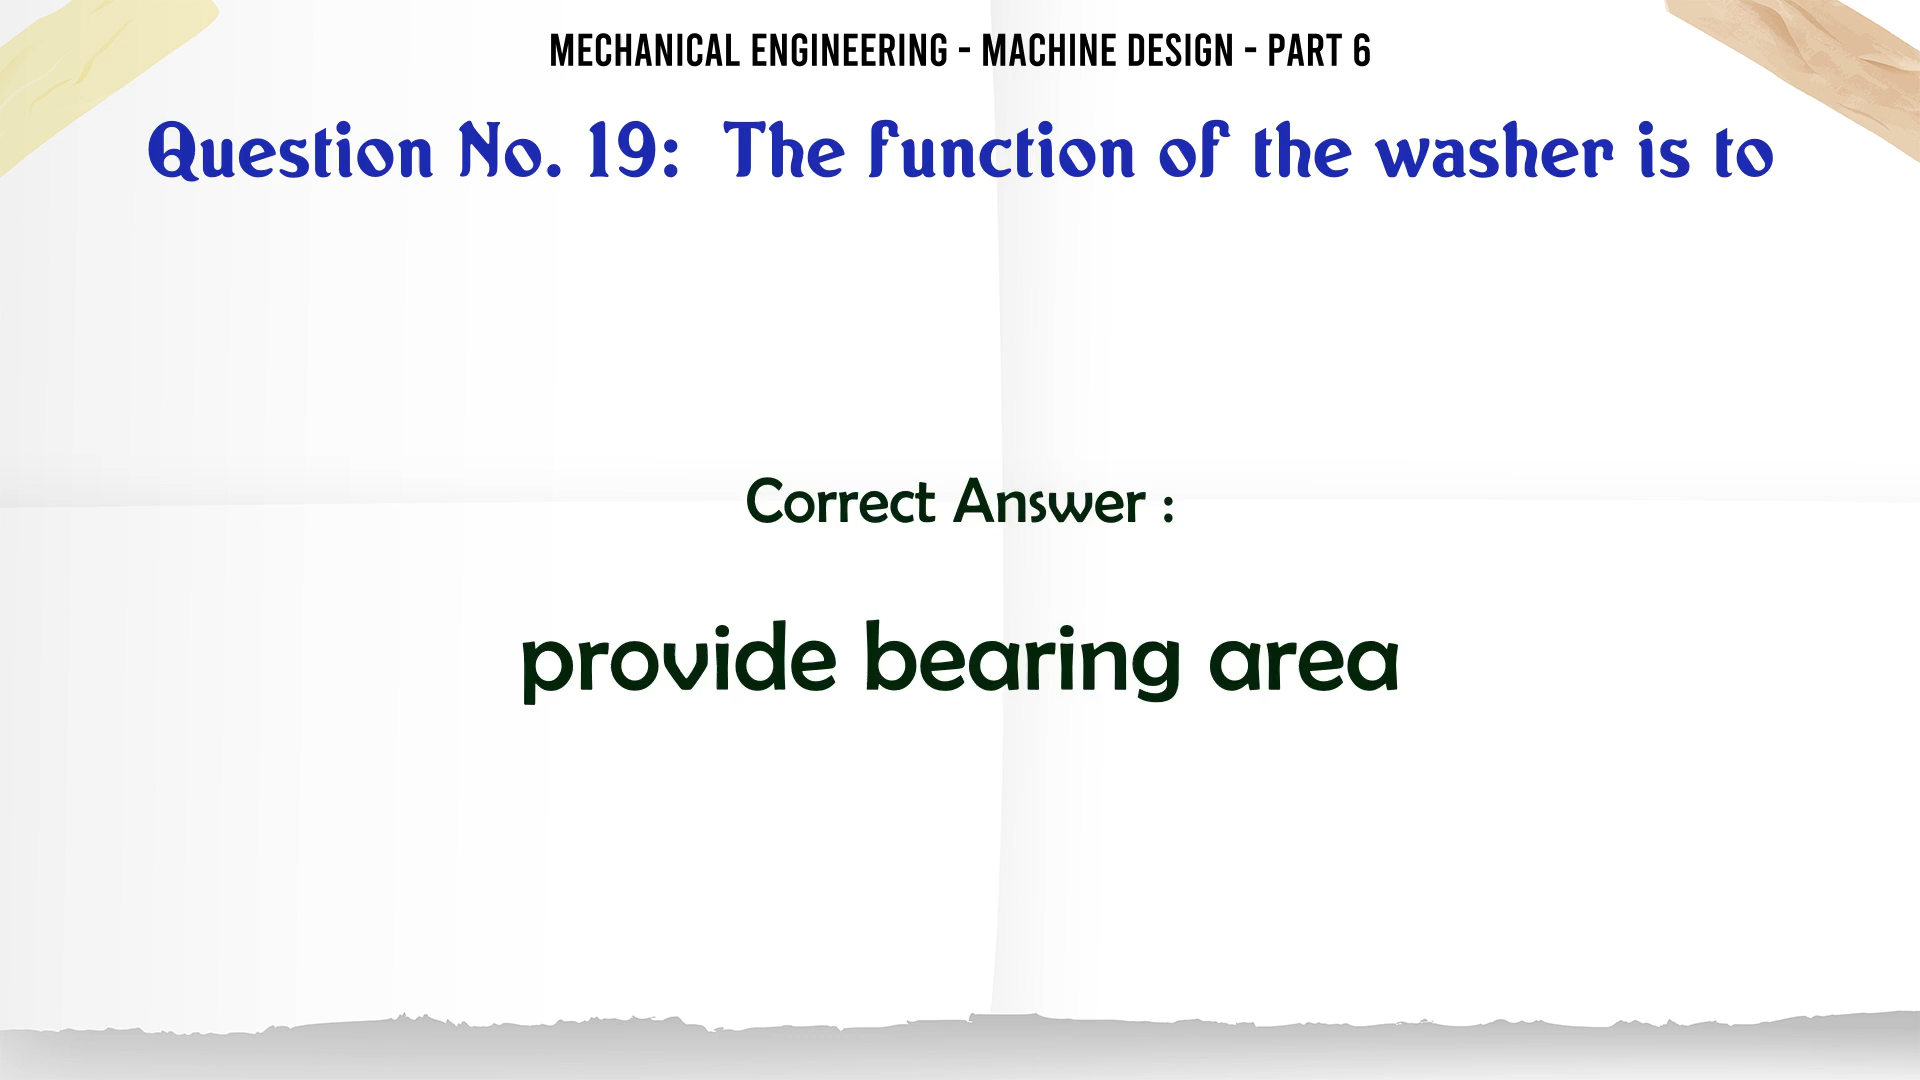 MECHANICAL ENGINEERING - MACHINE DESIGN - PART 6
Question No. 19: The function of the washer is to
Correct Answer :
provide bearing area